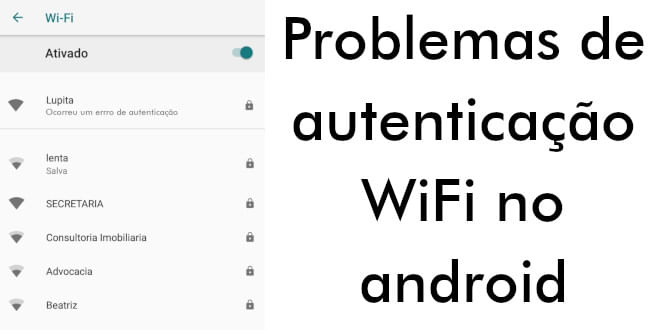 Wi-Fi
Ativado
Lupita
Ocorreu um errro de autenticação
lenta
Salva
SECRETARIA
Consultoria Imobiliaria
Advocacia
Beatriz
Problemas de
autenticação
WiFi no
android